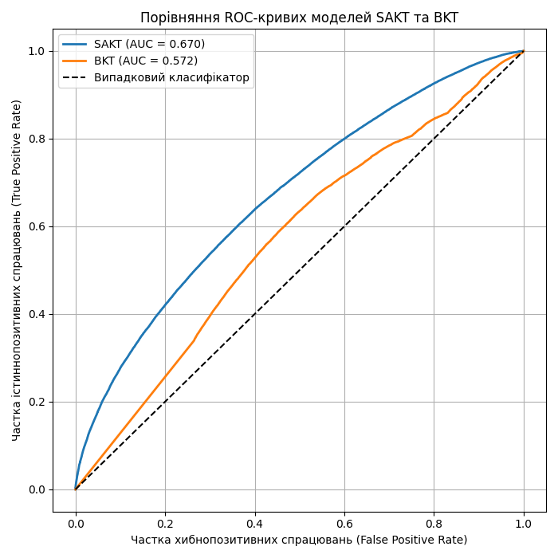 Порівняння ROC-кривих моделей SAKT та BKT
SAKT (AUC = 0.670)
BKT (AUC = 0.572)
Випадковий класифікатор
Частка істиннопозитивних спрацювань (True Positive Rate)
1.0
0.8
0.6
0.4
0.2
0.0
0.0 0.2 0.4 0.6 0.8 1.0
Частка хибнопозитивних спрацювань (False Positive Rate)